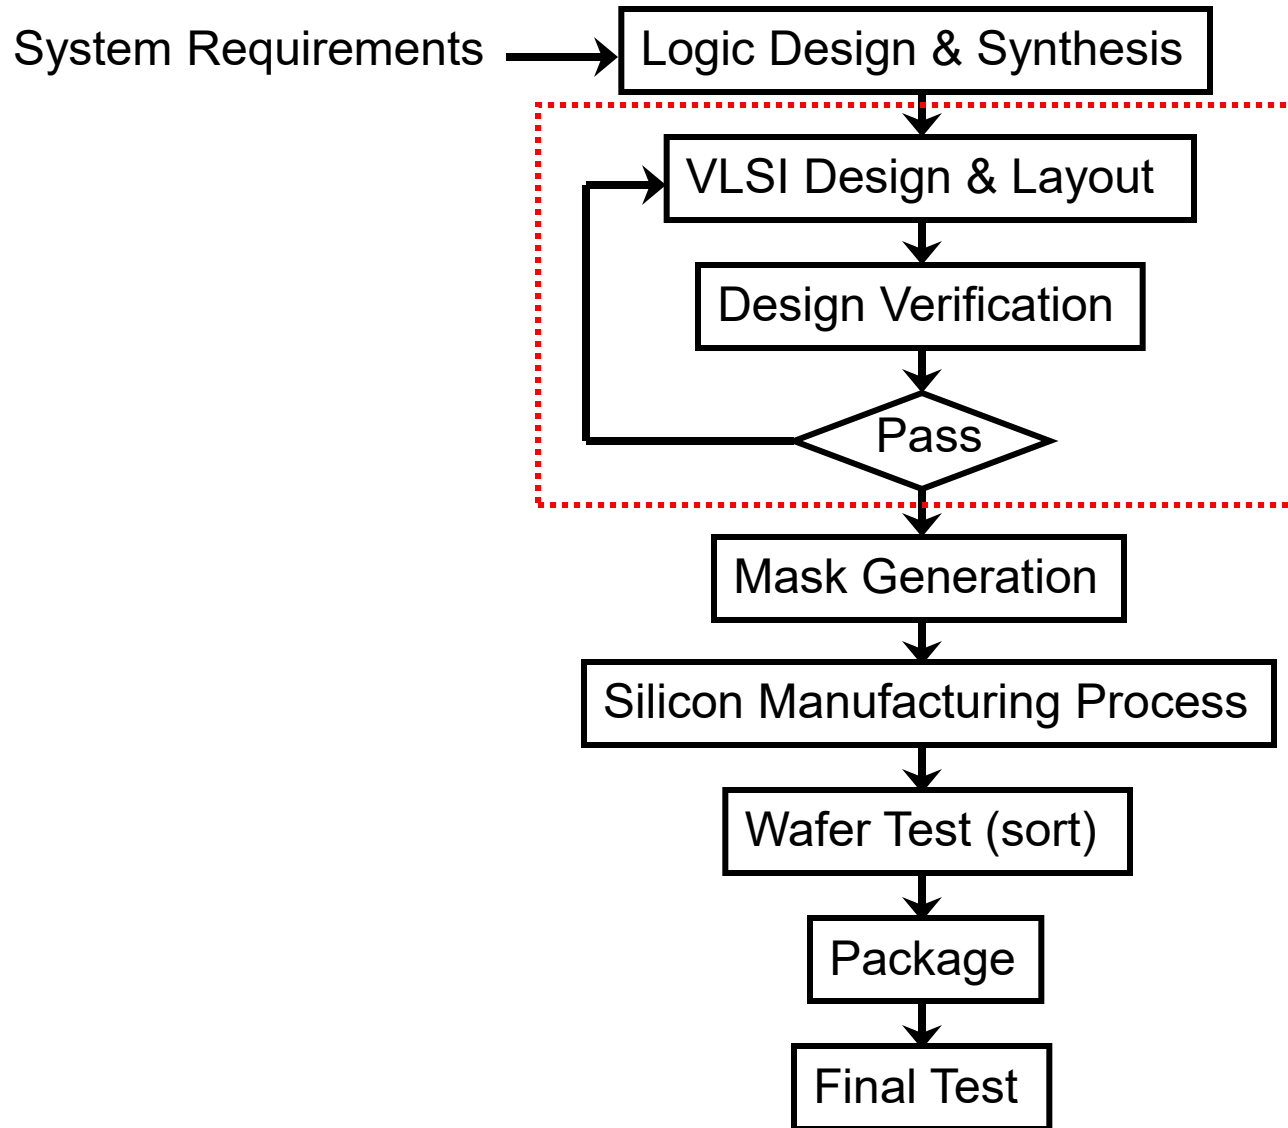 System Requirements
Logic Design & Synthesis
VLSI Design & Layout
Design Verification
Pass
Mask Generation
Silicon Manufacturing Process
Wafer Test (sort)
Package
Final Test